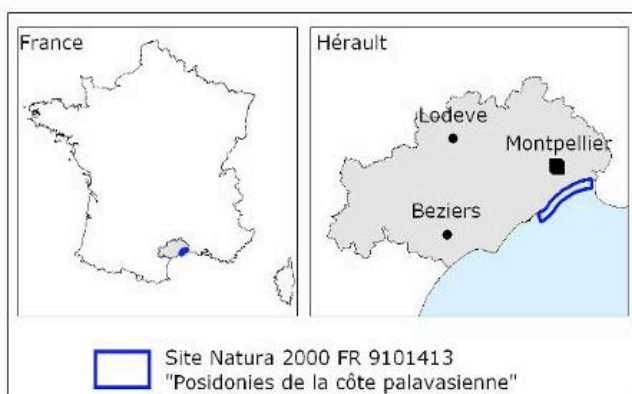 France
Hérault
Lodeve
Montpellier
Beziers
Site Natura 2000 FR 9101413
"Posidonies de la côte palavasienne"